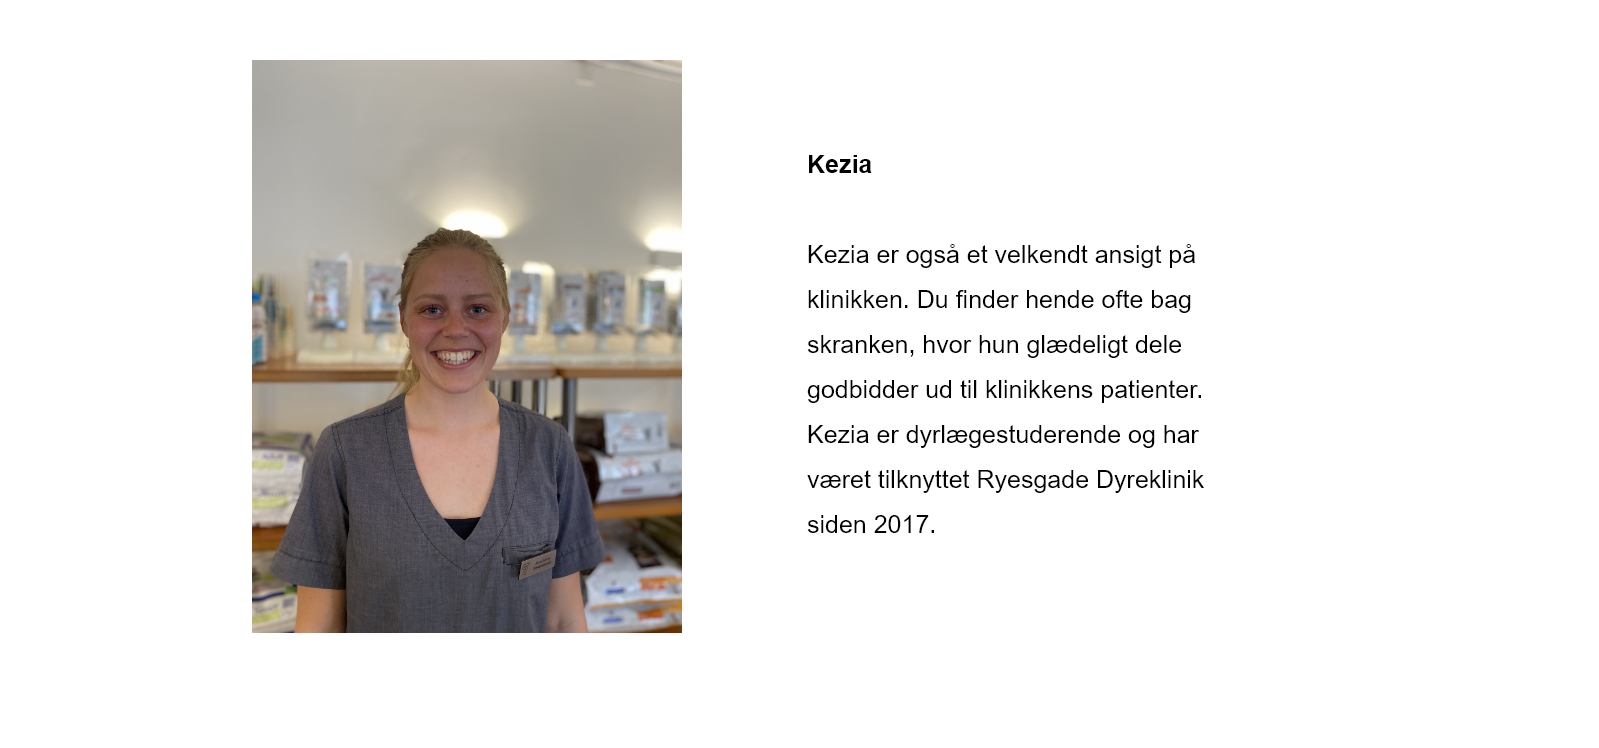 Kezia
Kezia er også et velkendt ansigt på
klinikken. Du finder hende ofte bag
skranken, hvor hun glædeligt dele
godbidder ud til klinikkens patienter.
Kezia er dyrlægestuderende og har
været tilknyttet Ryesgade Dyreklinik
siden 2017.